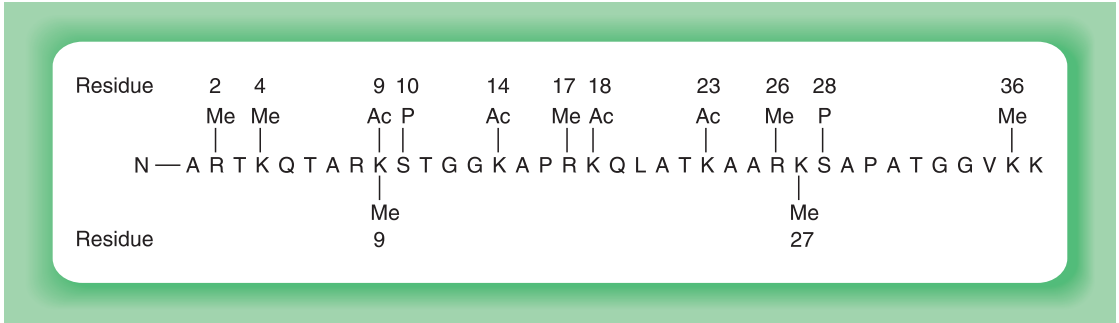 Residue 2 4 9 10 14 17 18 23 26 28 36
Me Me Ac P Ac Me Ac Ac Me P Me
N—A R T K Q T A R K S T G G K A P R K Q L A T K A A R K S A P A T G G V K K
Me Me
Residue 9 27